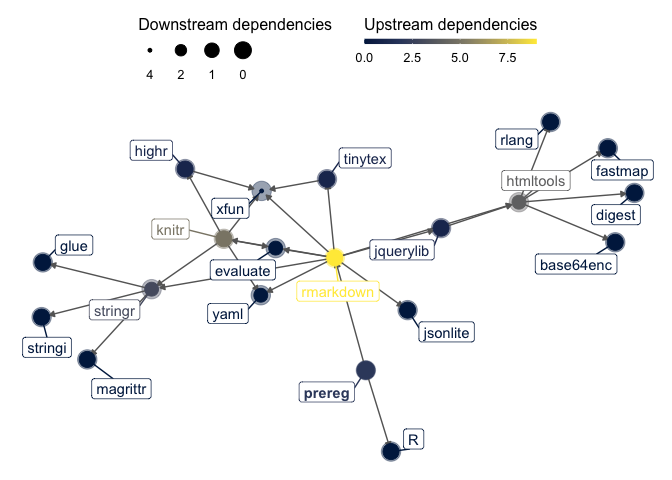 Downstream dependencies
4 2 1 0
Upstream dependencies
0.0 2.5 5.0 7.5
highr
tinytex
rlang
fastmap
htmltools
xfun
digest
knitr
glue
jquerylib
base64enc
evaluate
rmarkdown
stringr
yaml
jsonlite
stringi
magrittr
prereg
R